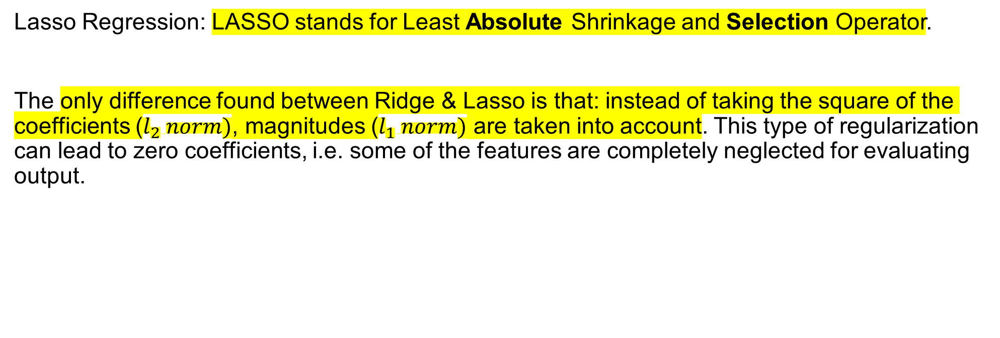 Lasso Regression: LASSO stands for Least Absolute Shrinkage and Selection Operator.
The only difference found between Ridge & Lasso is that: instead of taking the square of the
coefficients (l₂ norm), magnitudes (l₁ norm) are taken into account. This type of regularization
can lead to zero coefficients, i.e. some of the features are completely neglected for evaluating
output.